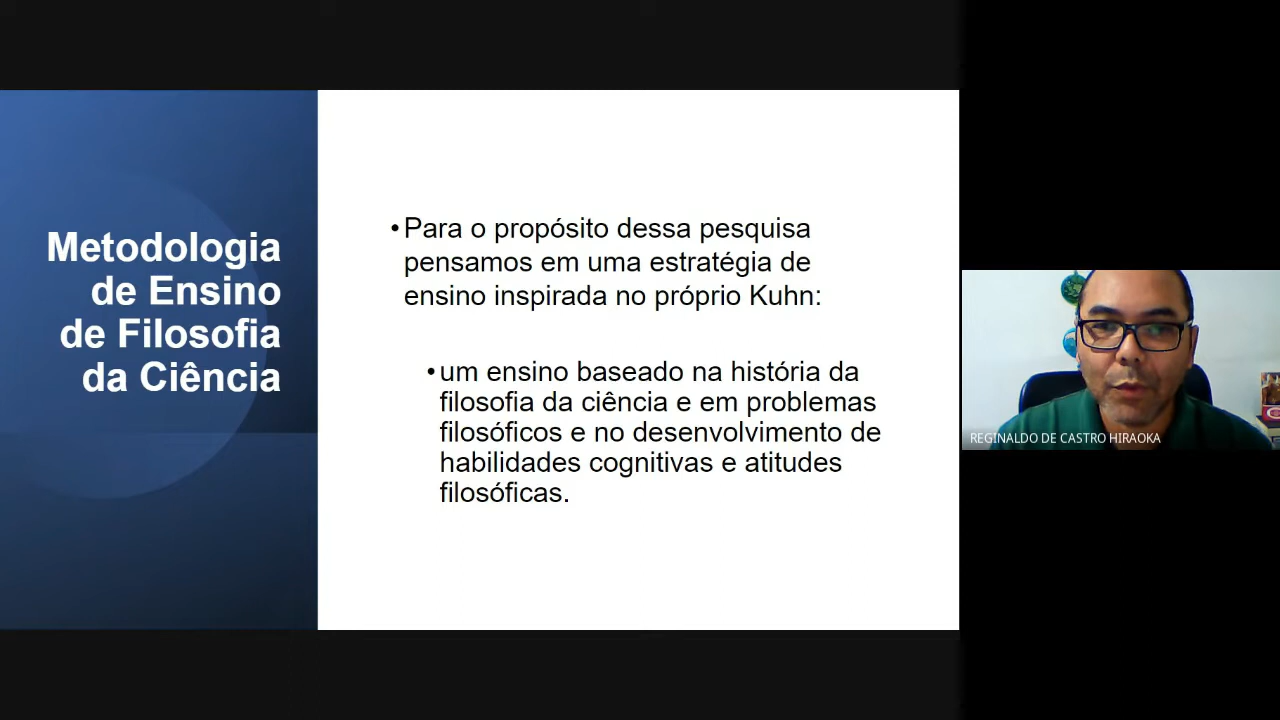 Metodologia
de Ensino
de Filosofia
da Ciência
•Para o propósito dessa pesquisa
pensamos em uma estratégia de
ensino inspirada no próprio Kuhn:
•um ensino baseado na história da
filosofia da ciência e em problemas
filosóficos e no desenvolvimento de
habilidades cognitivas e atitudes
filosóficas.
REGINALDO DE CASTRO HIRAOKA